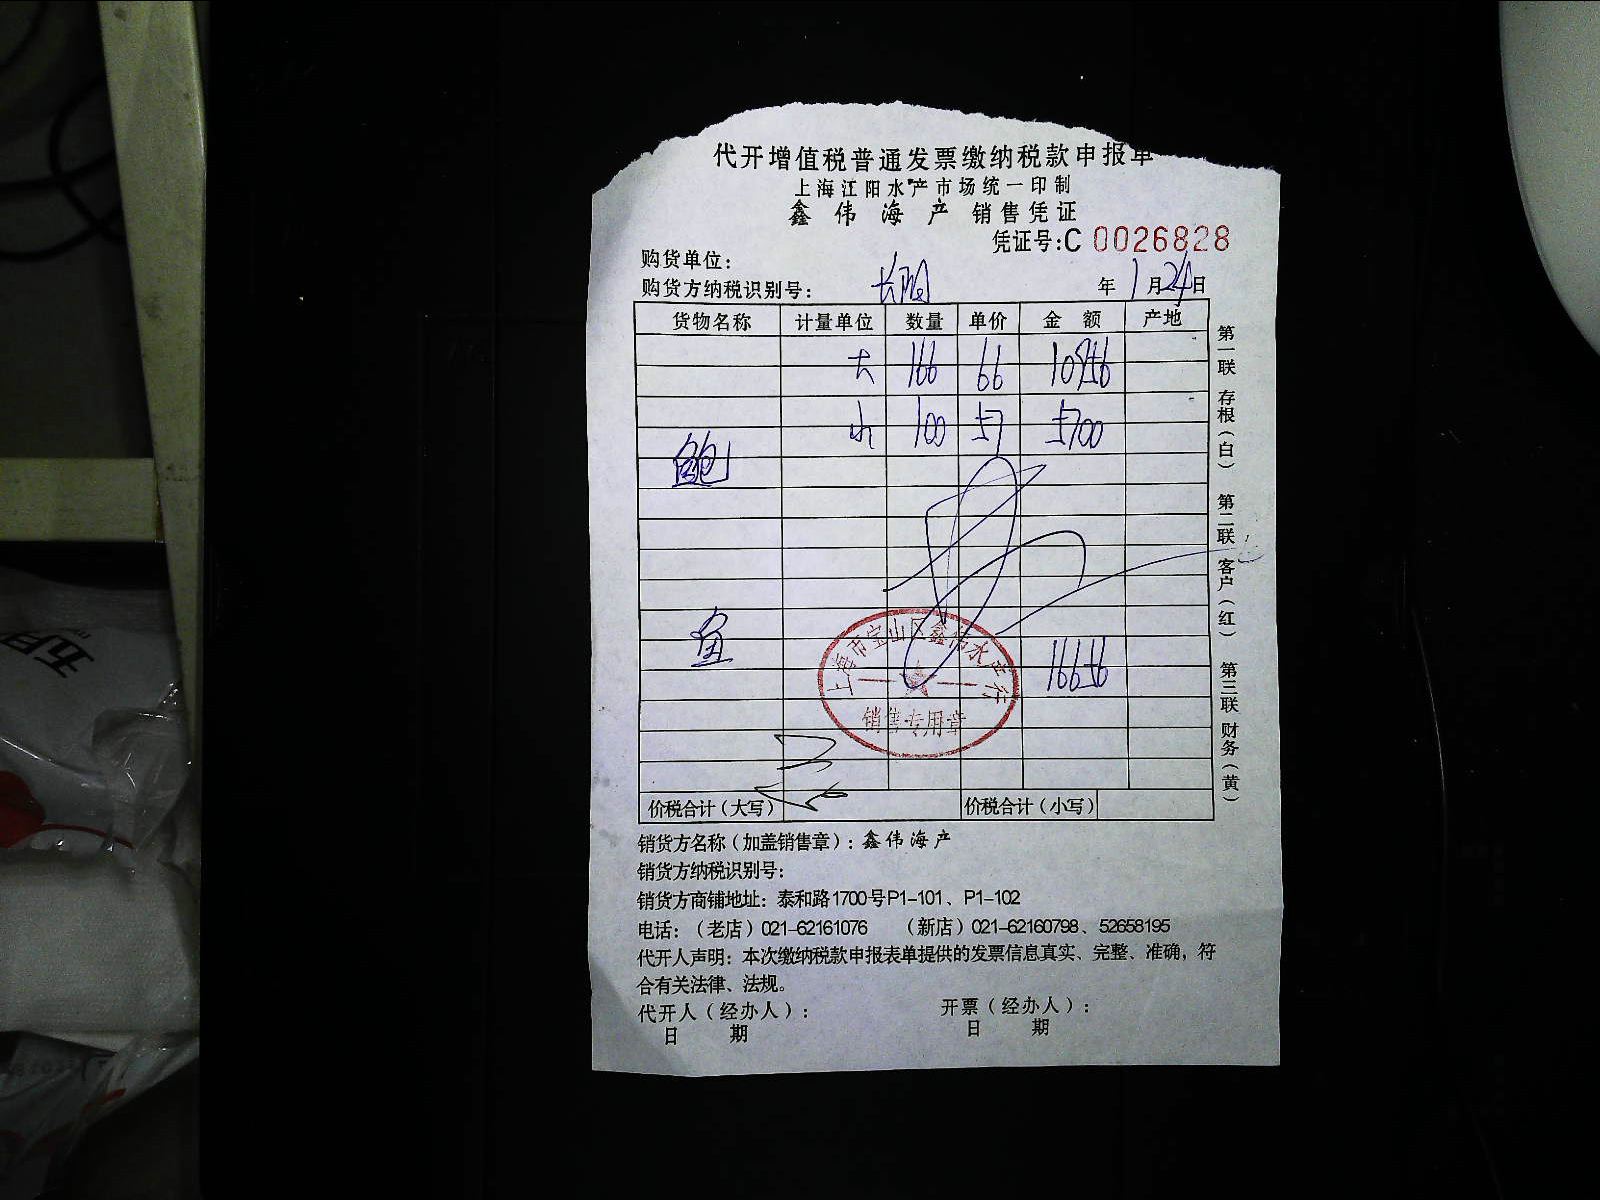 代开增值税普通发票缴纳税款申报单
上海江阳水产市场统一印制
鑫伟海产 销售凭证
凭证号:C 0026828
购货单位:
购货方纳税识别号: 年1月24日
货物名称 计量单位 数量 单价 金额 产地
大 166 66 10956
小 100 57 5700
鲍
鱼
16656
上海市宝山区鑫伟水产行
销售专用章
价税合计(大写) 价税合计(小写)
第一联 存根(白) 第二联 客户(红) 第三联 财务(黄)
销货方名称(加盖销售章):鑫伟海产
销货方纳税识别号:
销货方商铺地址:泰和路1700号P1-101、P1-102
电话:(老店)021-62161076 (新店)021-62160798、52658195
代开人声明:本次缴纳税款申报表单提供的发票信息真实、完整、准确,符
合有关法律、法规。
代开人(经办人): 开票(经办人):
日 期 日 期